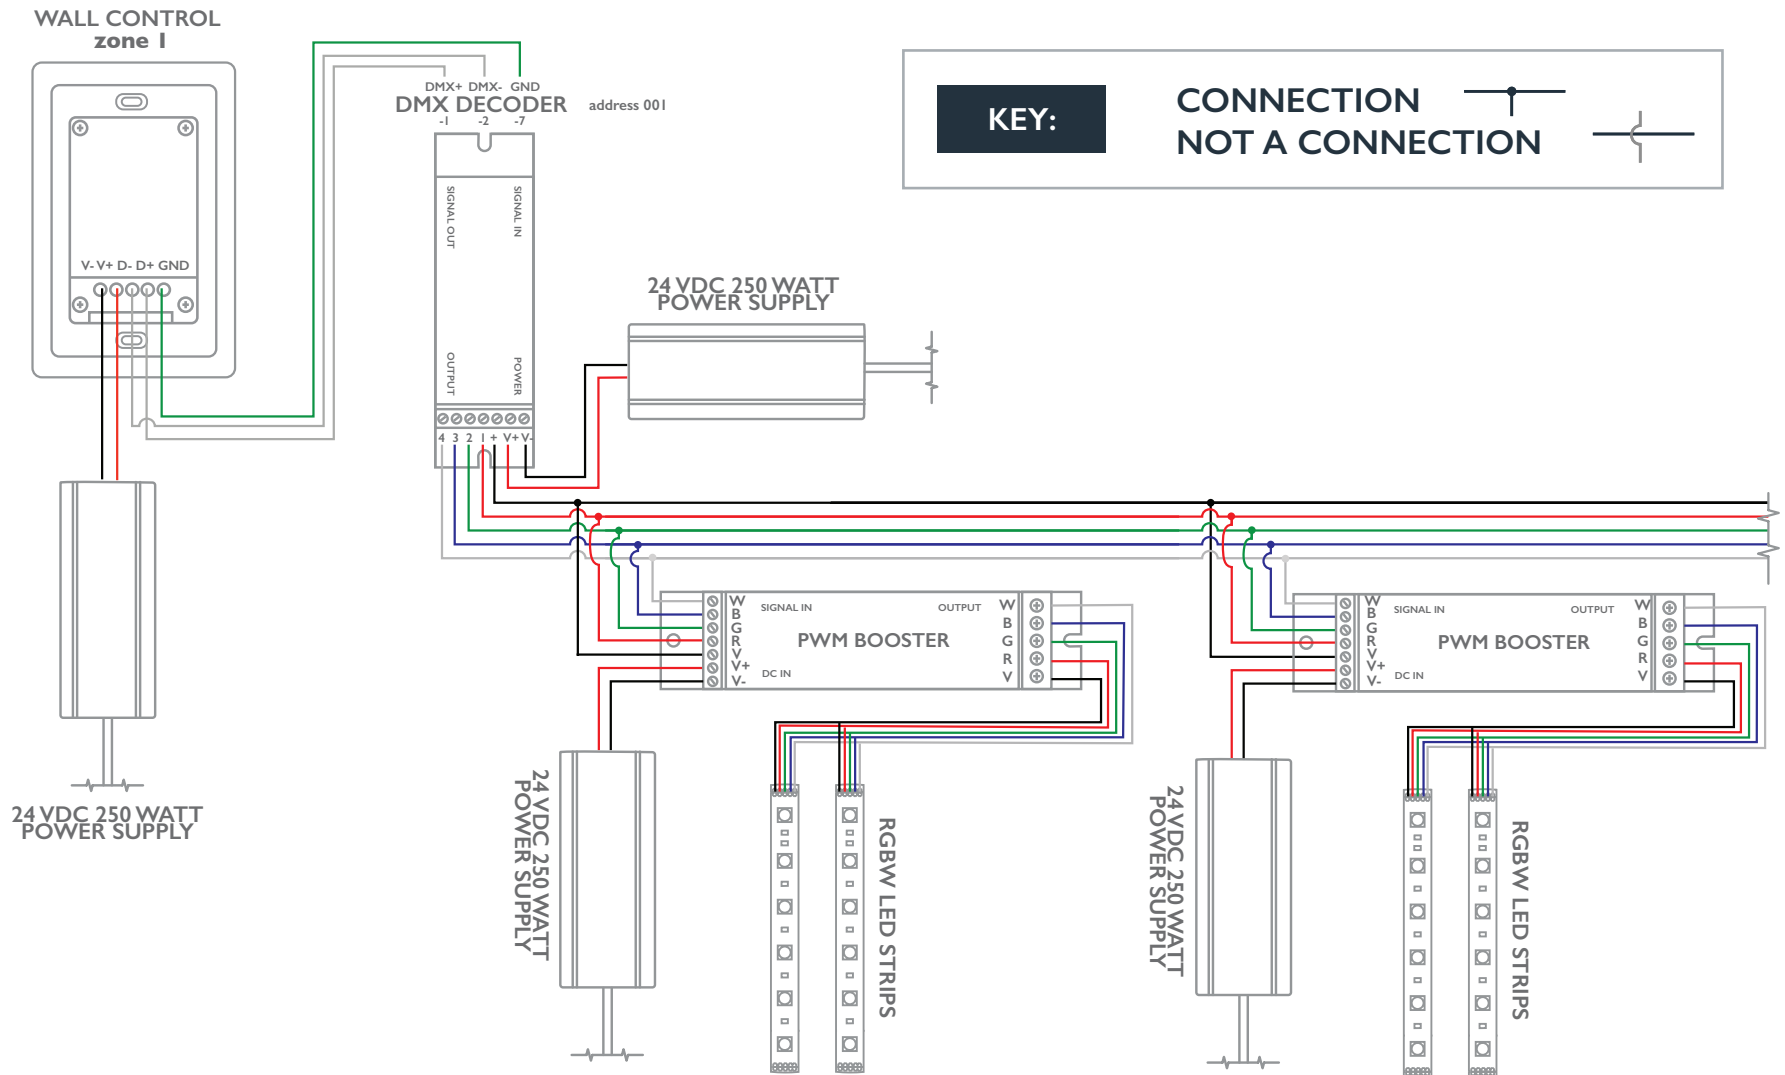 WALL CONTROL
zone 1
V- V+ D- D+ GND
24 VDC 250 WATT
POWER SUPPLY
DMX+ DMX- GND
DMX DECODER
address 001
-1 -2 -7
SIGNAL OUT
SIGNAL IN
OUTPUT
POWER
4 3 2 1 + V+ V-
KEY:
CONNECTION
NOT A CONNECTION
24 VDC 250 WATT
POWER SUPPLY
W
B
G
R
V
V+
V-
SIGNAL IN
DC IN
PWM BOOSTER
OUTPUT
W
B
G
R
V
24 VDC 250 WATT
POWER SUPPLY
RGBW LED STRIPS
W
B
G
R
V
V+
V-
SIGNAL IN
DC IN
PWM BOOSTER
OUTPUT
W
B
G
R
V
24 VDC 250 WATT
POWER SUPPLY
RGBW LED STRIPS